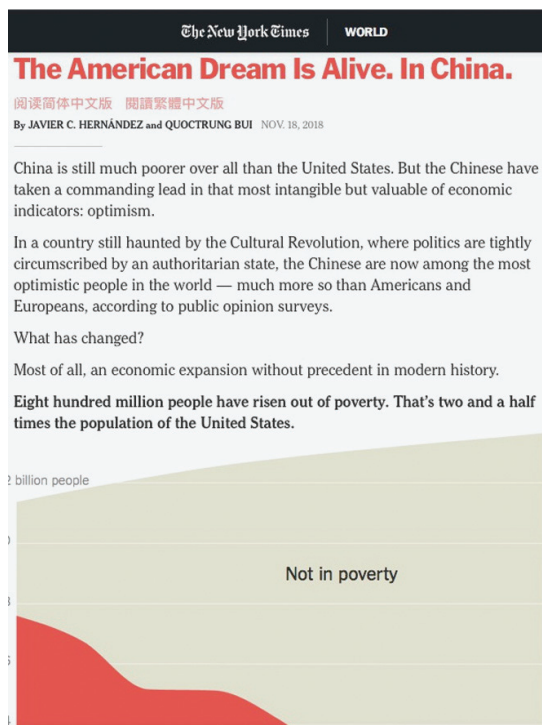 The New York Times WORLD
The American Dream Is Alive. In China.
阅读简体中文版 閱讀繁體中文版
By JAVIER C. HERNÁNDEZ and QUOCTRUNG BUI NOV. 18, 2018
China is still much poorer over all than the United States. But the Chinese have
taken a commanding lead in that most intangible but valuable of economic
indicators: optimism.
In a country still haunted by the Cultural Revolution, where politics are tightly
circumscribed by an authoritarian state, the Chinese are now among the most
optimistic people in the world — much more so than Americans and
Europeans, according to public opinion surveys.
What has changed?
Most of all, an economic expansion without precedent in modern history.
Eight hundred million people have risen out of poverty. That’s two and a half
times the population of the United States.
2 billion people
Not in poverty